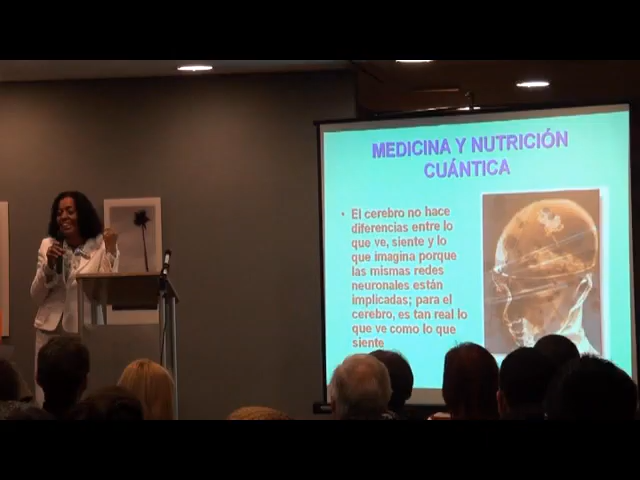 MEDICINA Y NUTRICIÓN
CUÁNTICA
• El cerebro no hace
diferencias entre lo
que ve, siente y lo
que imagina porque
las mismas redes
neuronales están
implicadas; para el
cerebro, es tan real lo
que ve como lo que
siente